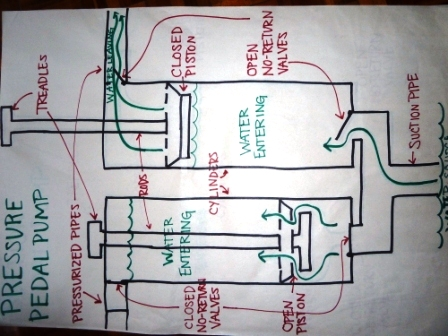 PRESSURE
PEDAL PUMP
TREADLES
PRESSURIZED PIPES
WATER LEAVING
RODS
CLOSED
PISTON
OPEN
NO-RETURN
VALVES
WATER
ENTERING
CYLINDERS
SUCTION PIPE
WATER
ENTERING
CLOSED
NO-RETURN
VALVES
OPEN
PISTON